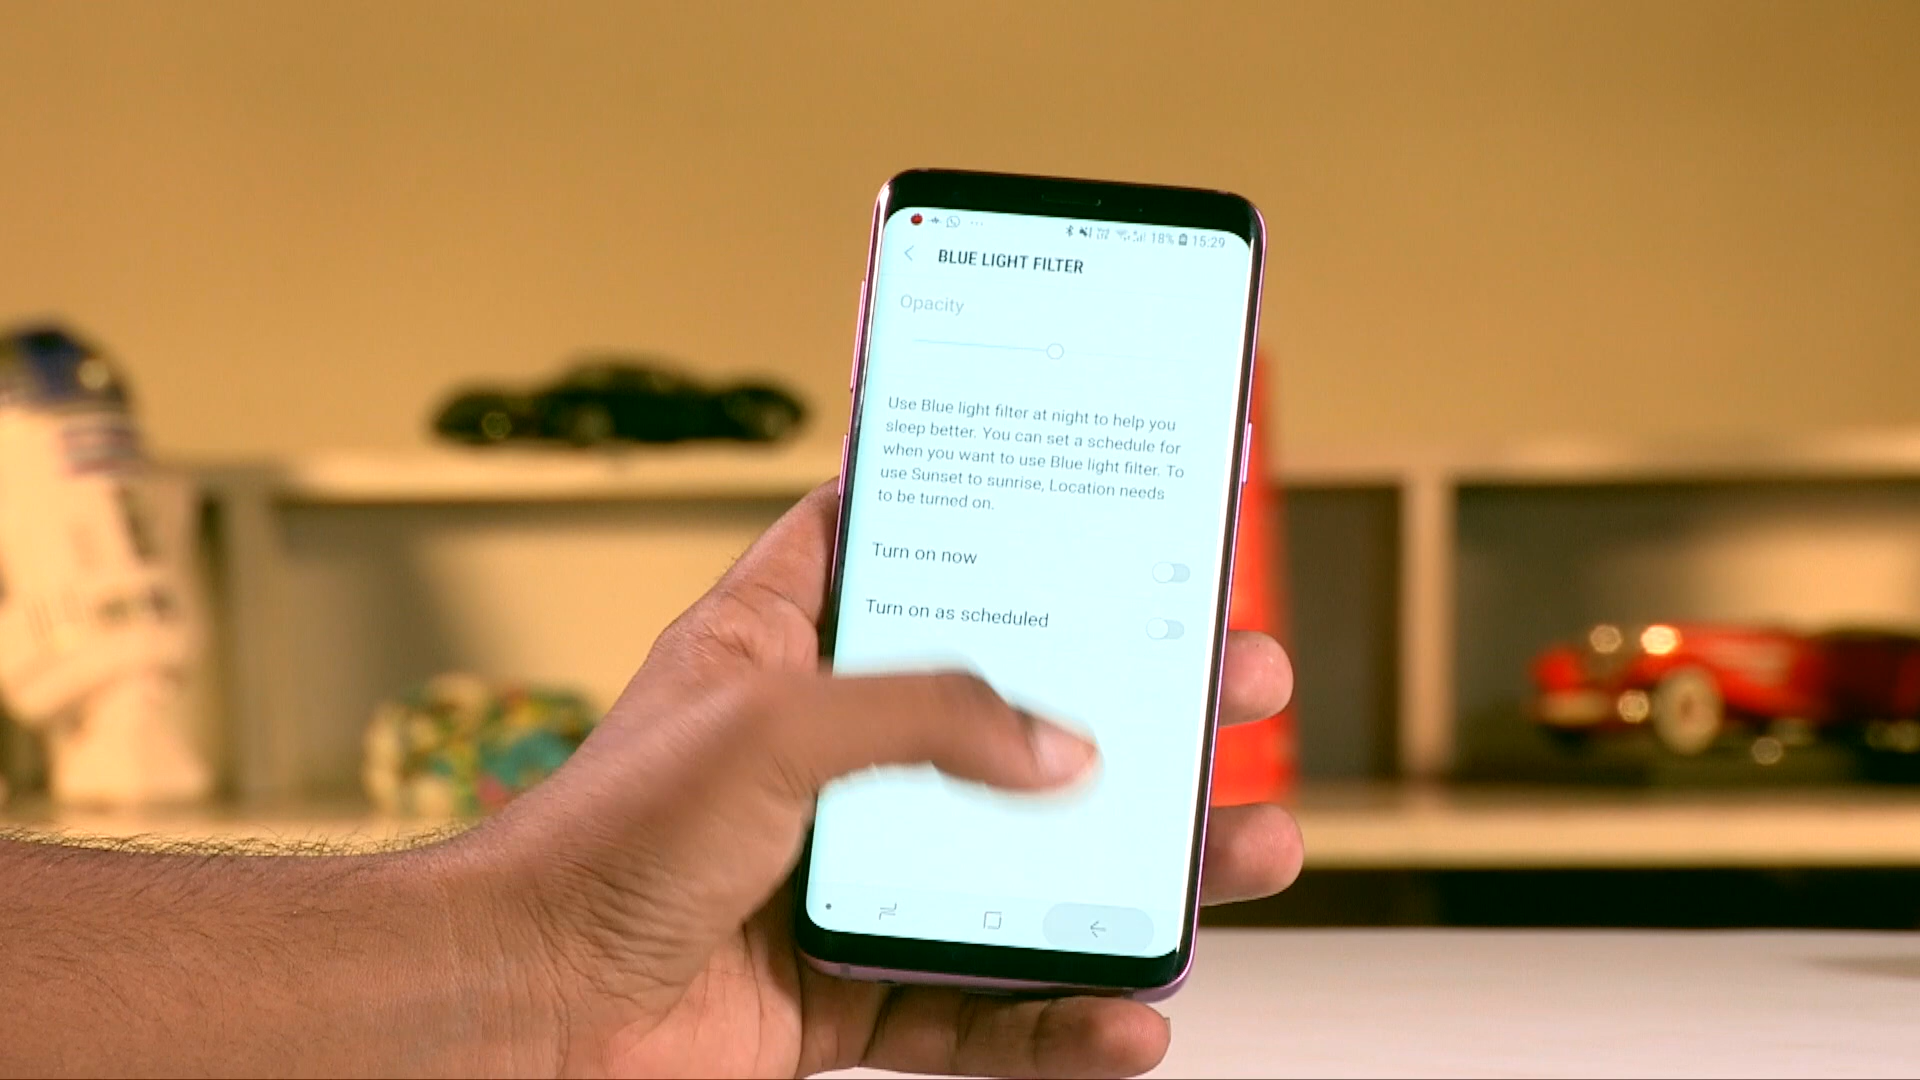 18% 15:29
BLUE LIGHT FILTER
Opacity
Use Blue light filter at night to help you
sleep better. You can set a schedule for
when you want to use Blue light filter. To
use Sunset to sunrise, Location needs
to be turned on.
Turn on now
Turn on as scheduled